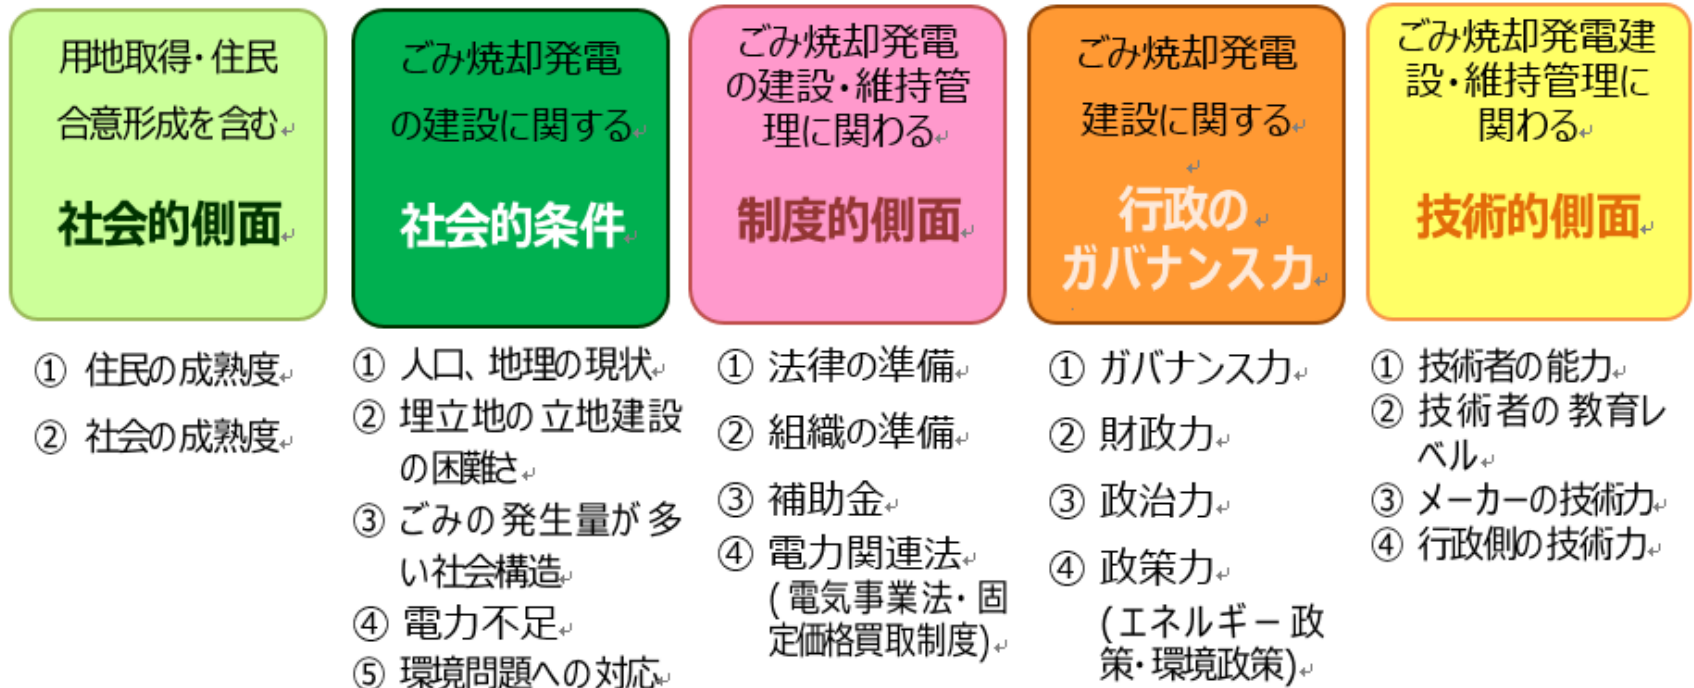 用地取得・住民
合意形成を含む
社会的側面
① 住民の成熟度
② 社会の成熟度
ごみ焼却発電
の建設に関する
社会的条件
① 人口、地理の現状
② 埋立地の立地建設
の困難さ
③ ごみの発生量が多
い社会構造
④ 電力不足
⑤ 環境問題への対応
ごみ焼却発電
の建設・維持管
理に関わる
制度的側面
① 法律の準備
② 組織の準備
③ 補助金
④ 電力関連法
(電気事業法・固
定価格買取制度)
ごみ焼却発電
建設に関する
行政の
ガバナンス力
① ガバナンス力
② 財政力
③ 政治力
④ 政策力
(エネルギー政
策・環境政策)
ごみ焼却発電建
設・維持管理に
関わる
技術的側面
① 技術者の能力
② 技術者の教育レ
ベル
③ メーカーの技術力
④ 行政側の技術力